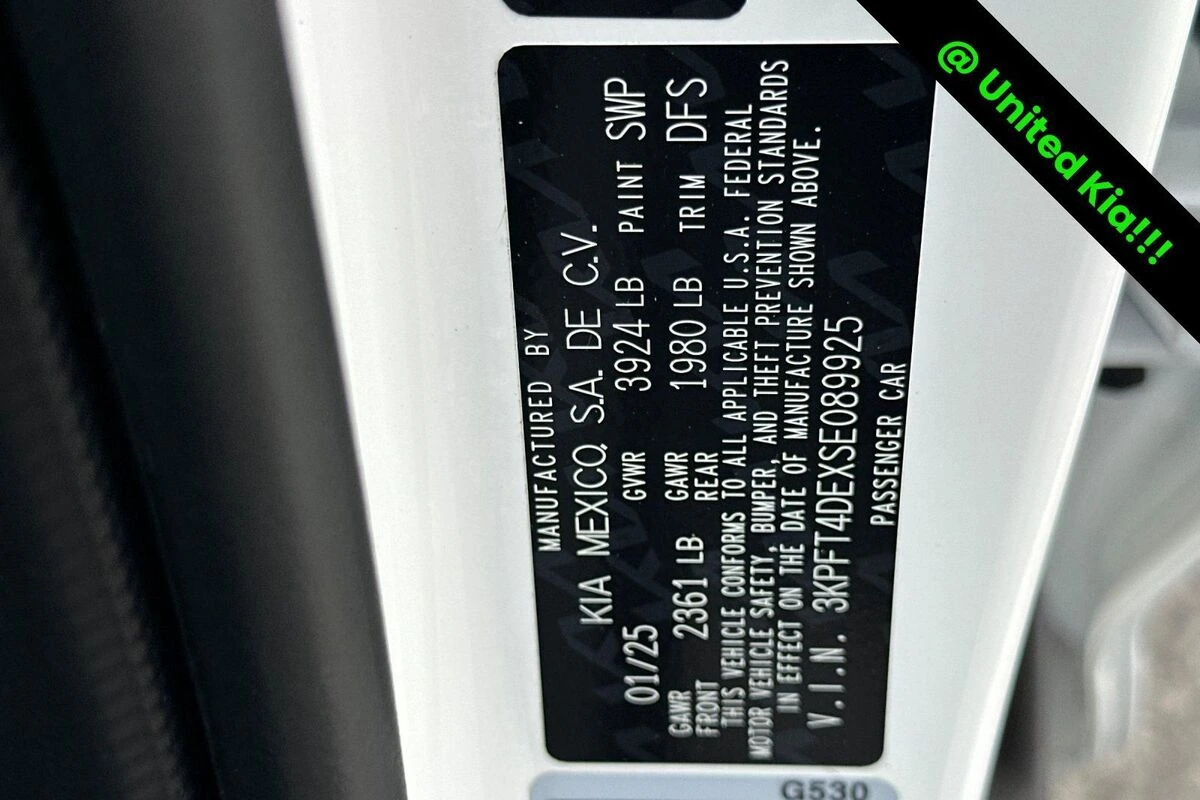 MANUFACTURED BY
KIA MEXICO, S.A. DE C.V.
01/25 GVWR 3924 LB PAINT SWP
GAWR FRONT 2361 LB GAWR REAR 1980 LB TRIM DFS
THIS VEHICLE CONFORMS TO ALL APPLICABLE U.S.A. FEDERAL
MOTOR VEHICLE SAFETY, BUMPER, AND THEFT PREVENTION STANDARDS
IN EFFECT ON THE DATE OF MANUFACTURE SHOWN ABOVE.
V.I.N. 3KPFT4DEXSE089925
PASSENGER CAR
G530
@ United Kia!!!